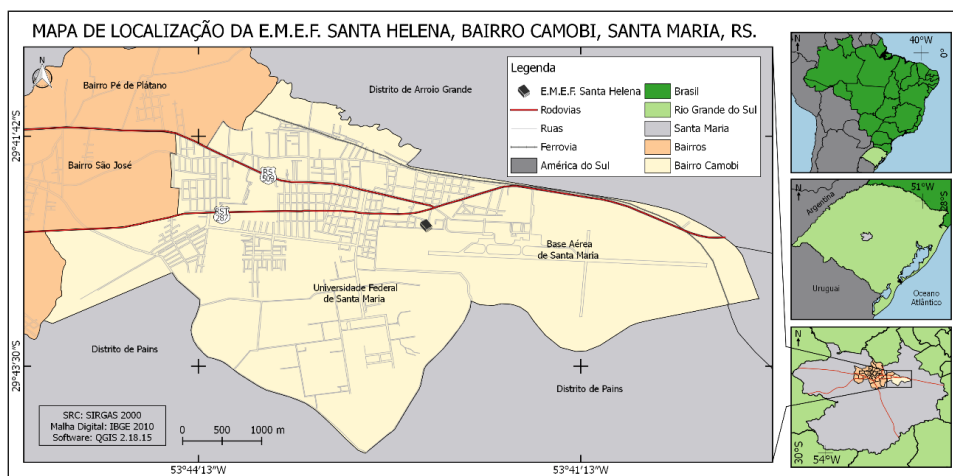 MAPA DE LOCALIZAÇÃO DA E.M.E.F. SANTA HELENA, BAIRRO CAMOBI, SANTA MARIA, RS.
N
Bairro Pé de Plátano
Distrito de Arroio Grande
29°41'42"
Bairro São José
RS
509
RST
287
Base Aérea
de Santa Maria
Universidade Federal
de Santa Maria
Distrito de Pains
29°43'30"
Distrito de Pains
SRC: SIRGAS 2000
Malha Digital: IBGE 2010
Software: QGIS 2.18.15
0 500 1000 m
53°44'13"W
53°41'13"W
Legenda
E.M.E.F. Santa Helena
Rodovias
Ruas
Ferrovia
América do Sul
Brasil
Rio Grande do Sul
Santa Maria
Bairros
Bairro Camobi
N
40°W
0°
N
51°W
28°S
Argentina
Uruguai
Oceano
Atlântico
N
30°S
54°W